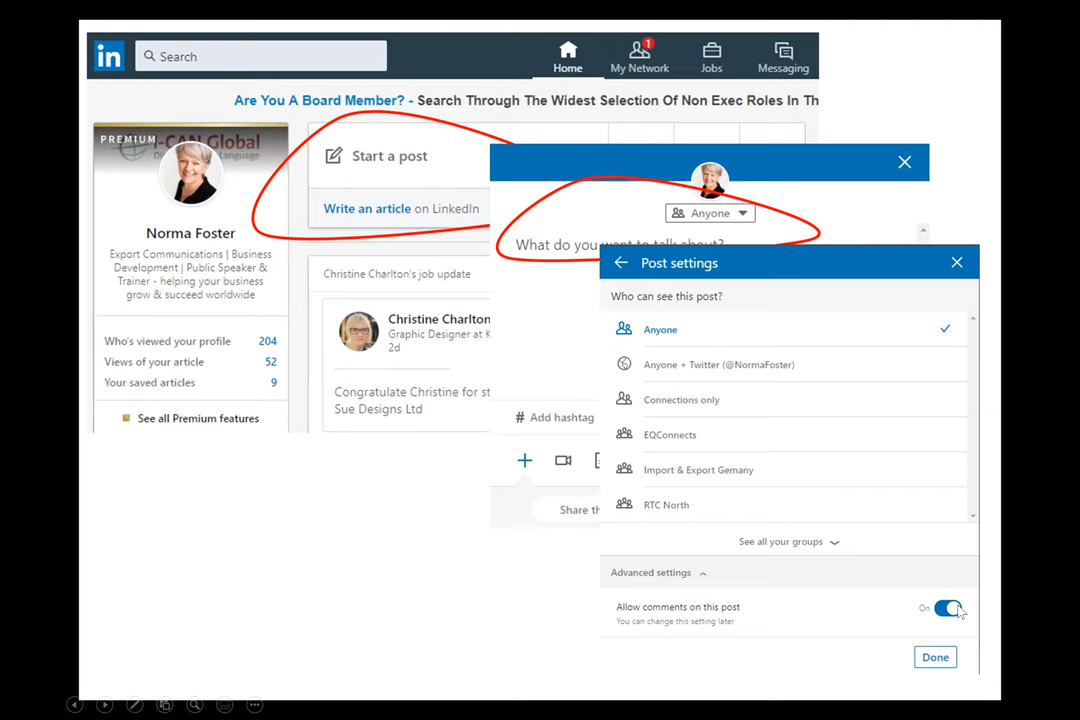 in
Search
Home
My Network
1
Jobs
Messaging
Are You A Board Member? - Search Through The Widest Selection Of Non Exec Roles In Th
PREMIUM
I-CAN Global
Language
Norma Foster
Export Communications | Business
Development | Public Speaker &
Trainer - helping your business
grow & succeed worldwide
Who's viewed your profile 204
Views of your article 52
Your saved articles 9
See all Premium features
Start a post
Write an article on LinkedIn
Christine Charlton's job update
Christine Charlton
Graphic Designer at K
2d
Congratulate Christine for st
Sue Designs Ltd
Anyone
What do you want to talk about?
# Add hashtag
Share th
Post settings
Who can see this post?
Anyone
Anyone + Twitter (@NormaFoster)
Connections only
EQConnects
Import & Export Gemany
RTC North
See all your groups
Advanced settings
Allow comments on this post
On
You can change this setting later
Done